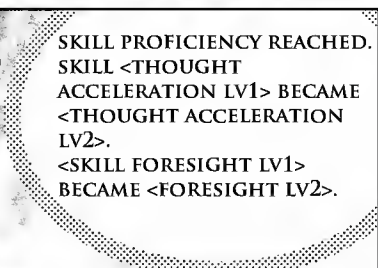 SKILL PROFICIENCY REACHED.
SKILL <THOUGHT
ACCELERATION LV1> BECAME
<THOUGHT ACCELERATION
LV2>.
<SKILL FORESIGHT LV1>
BECAME <FORESIGHT LV2>.